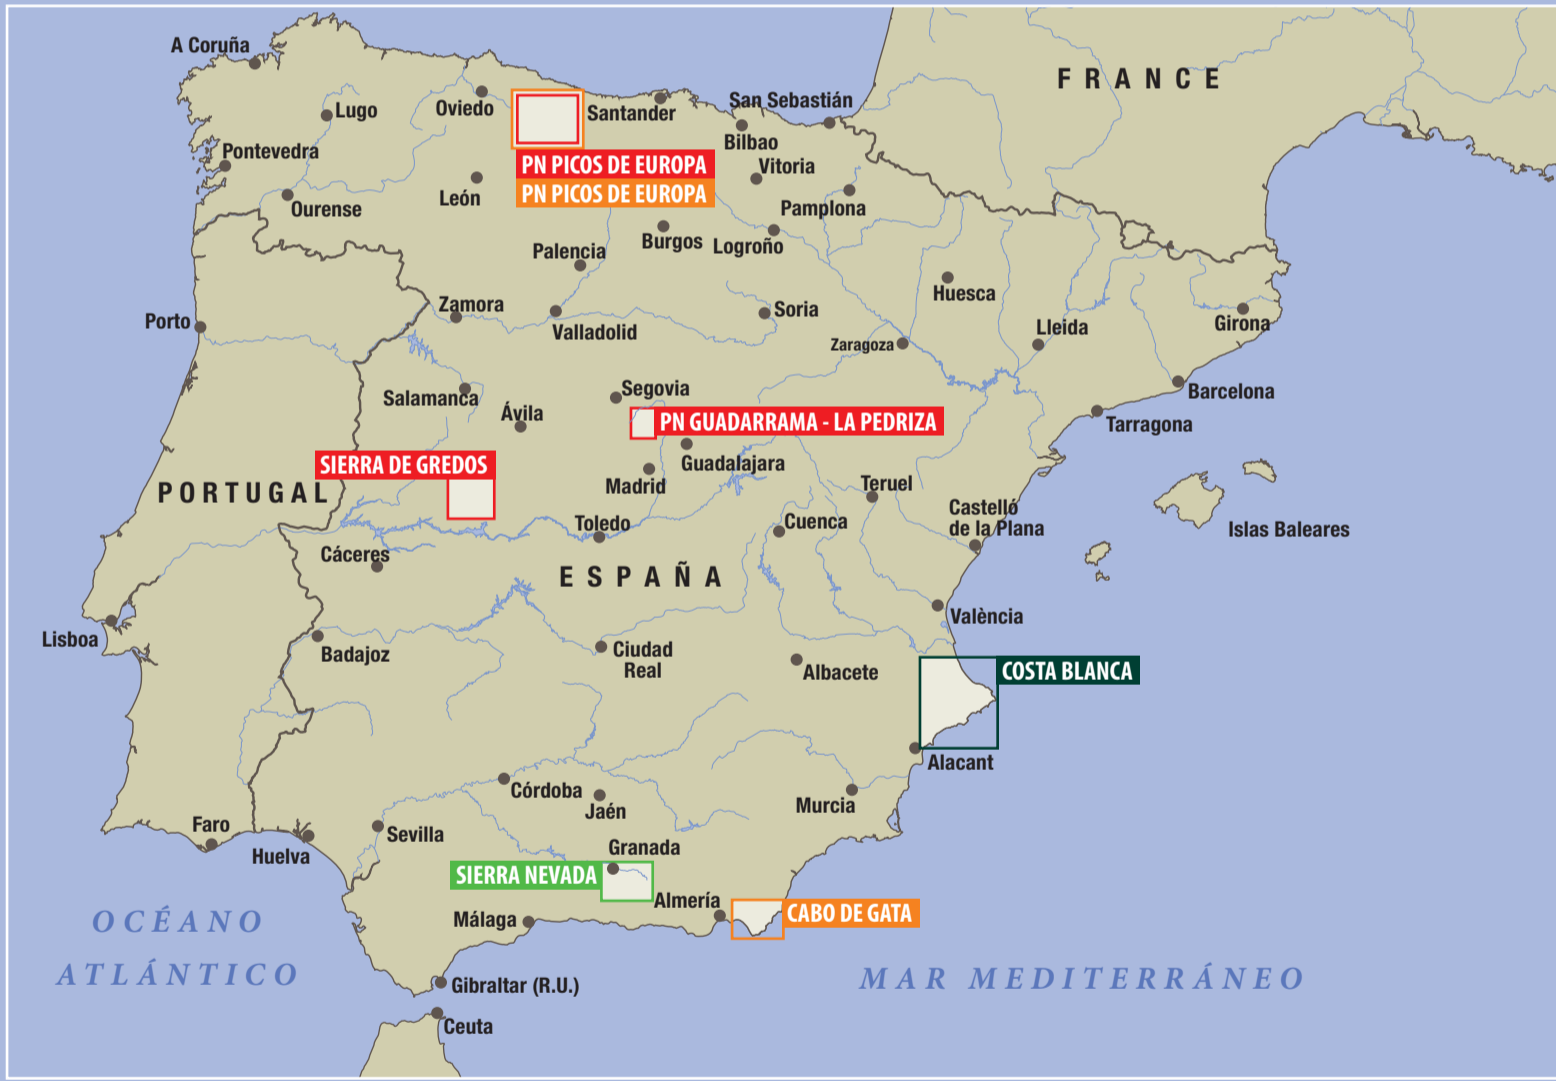 A Coruña
FRANCE
Lugo
Oviedo
Santander
San Sebastián
Bilbao
Pontevedra
PN PICOS DE EUROPA
Vitoria
PN PICOS DE EUROPA
León
Ourense
Pamplona
Burgos
Logroño
Palencia
Huesca
Zamora
Soria
Porto
Valladolid
Girona
Lleida
Zaragoza
Segovia
Salamanca
Barcelona
Ávila
PN GUADARRAMA - LA PEDRIZA
Tarragona
SIERRA DE GREDOS
Guadalajara
PORTUGAL
Madrid
Teruel
Castelló
de la Plana
Toledo
Cuenca
Islas Baleares
Cáceres
ESPAÑA
València
Lisboa
Badajoz
Ciudad
Real
Albacete
COSTA BLANCA
Alacant
Córdoba
Jaén
Murcia
Faro
Sevilla
Huelva
Granada
SIERRA NEVADA
Almería
CABO DE GATA
Málaga
OCÉANO
ATLÁNTICO
MAR MEDITERRÁNEO
Gibraltar (R.U.)
Ceuta